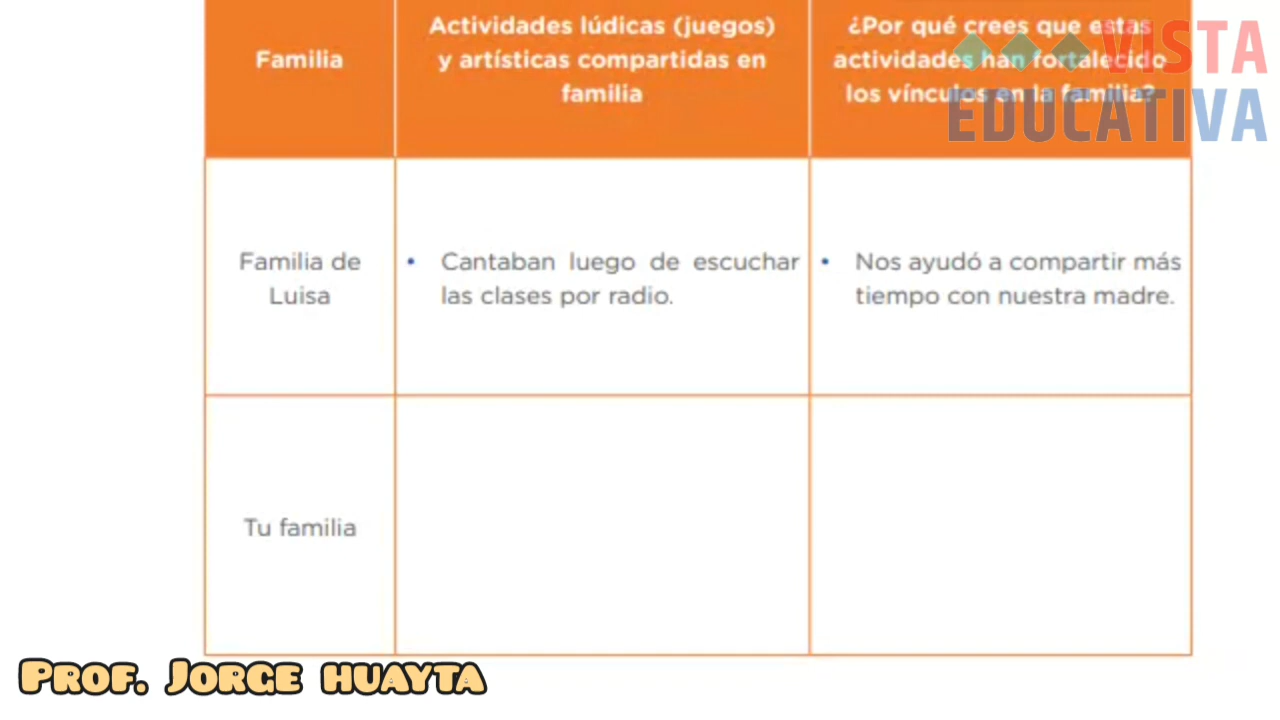 Familia
Actividades lúdicas (juegos)
y artísticas compartidas en
familia
¿Por qué crees que estas
actividades han fortalecido
los vínculos en la familia?
VISTA
EDUCATIVA
Familia de
Luisa
• Cantaban luego de escuchar
las clases por radio.
• Nos ayudó a compartir más
tiempo con nuestra madre.
Tu familia
Prof. Jorge huayta